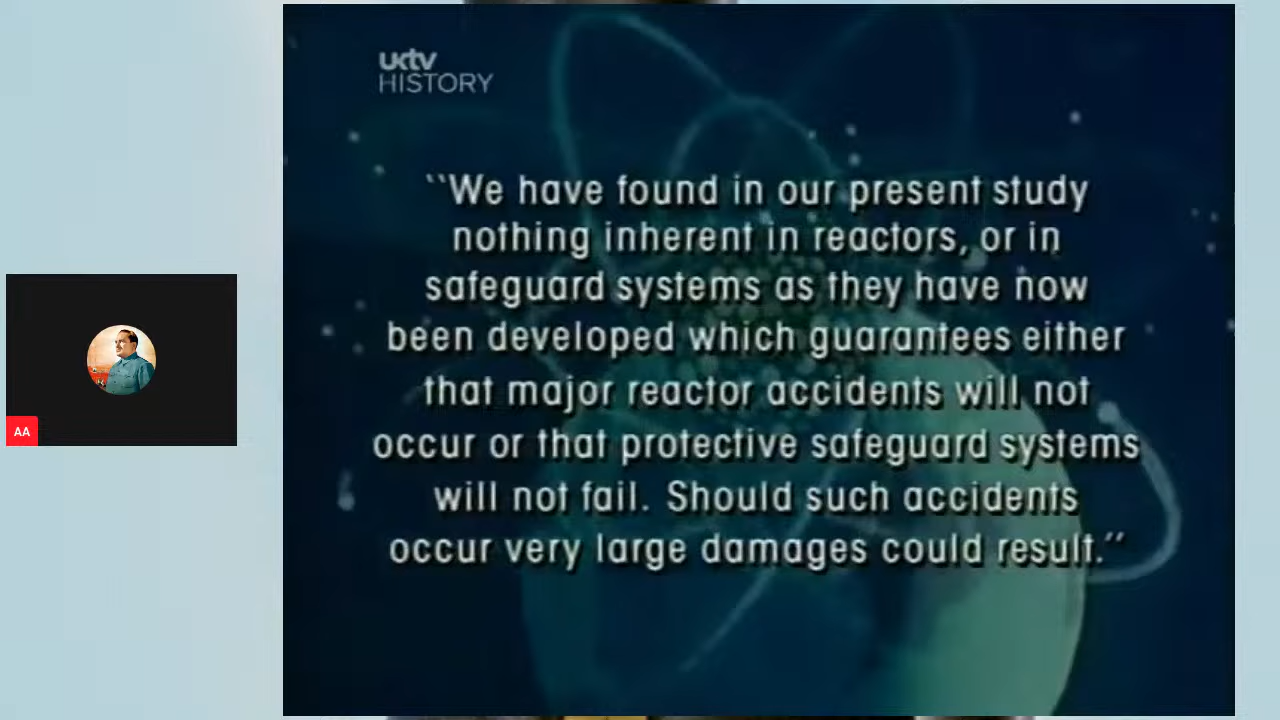 uktv
HISTORY
``We have found in our present study
nothing inherent in reactors, or in
safeguard systems as they have now
been developed which guarantees either
that major reactor accidents will not
occur or that protective safeguard systems
will not fail. Should such accidents
occur very large damages could result.´´
AA